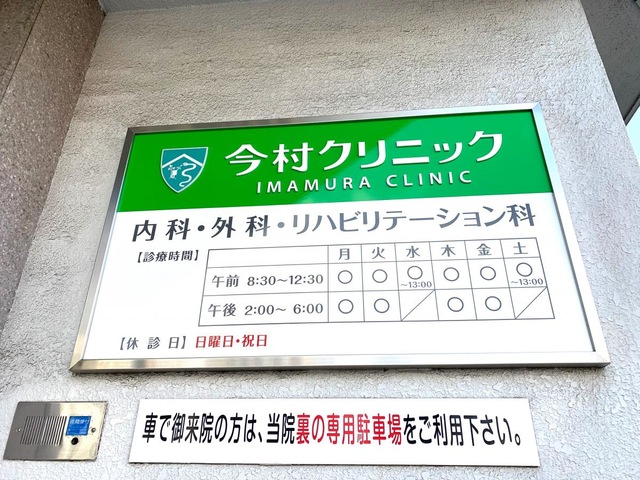 今村クリニック
IMAMURA CLINIC
内科・外科・リハビリテーション科
【診療時間】
月 火 水 木 金 土
午前 8:30~12:30 ○ ○ ○~13:00 ○ ○ ○~13:00
午後 2:00~ 6:00 ○ ○ / ○ ○ /
【休診日】日曜日・祝日
車で御来院の方は、当院裏の専用駐車場をご利用下さい。